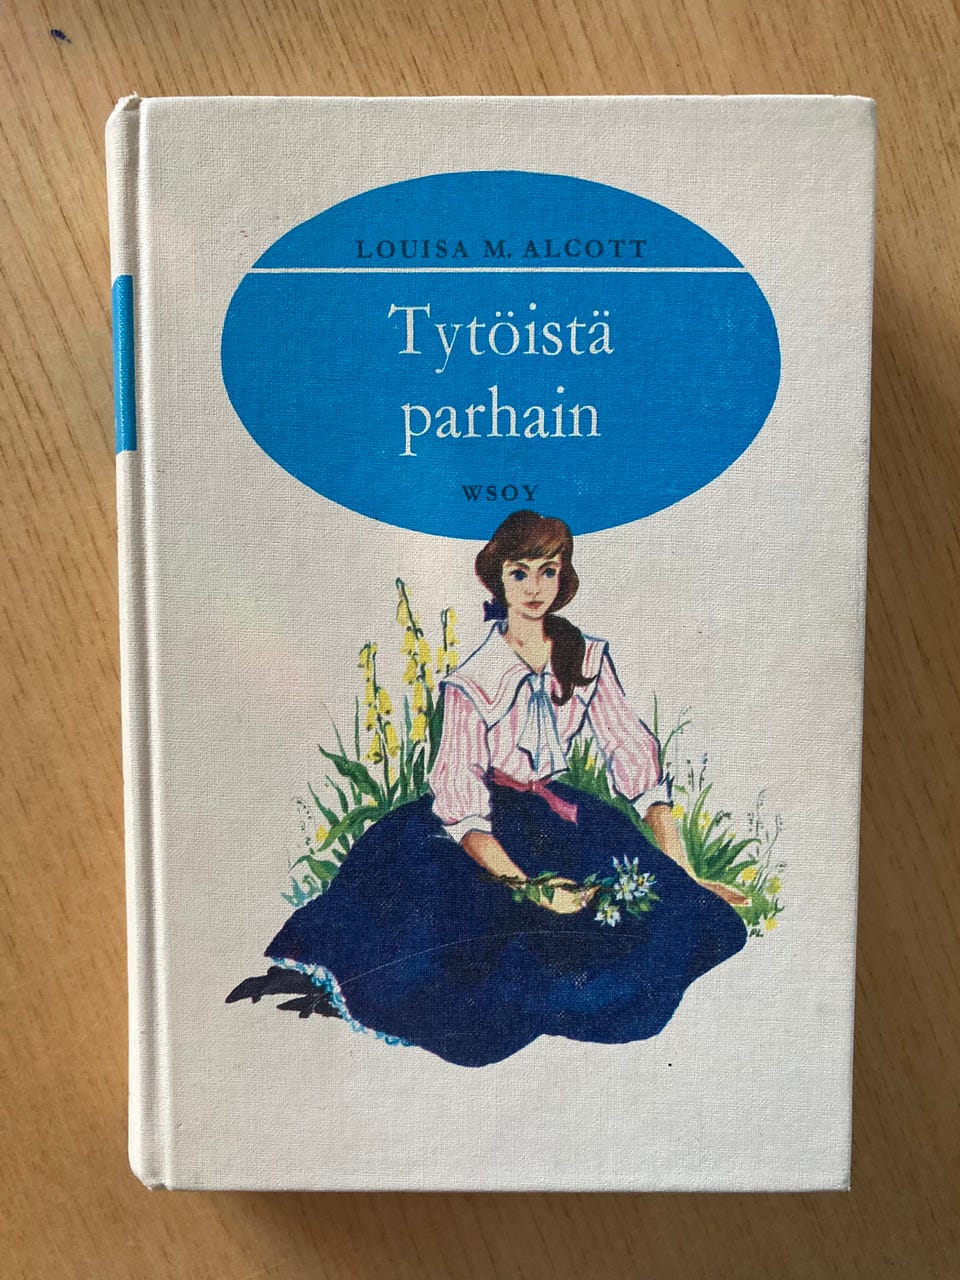 LOUISA M. ALCOTT
Tytöistä
parhain
WSOY